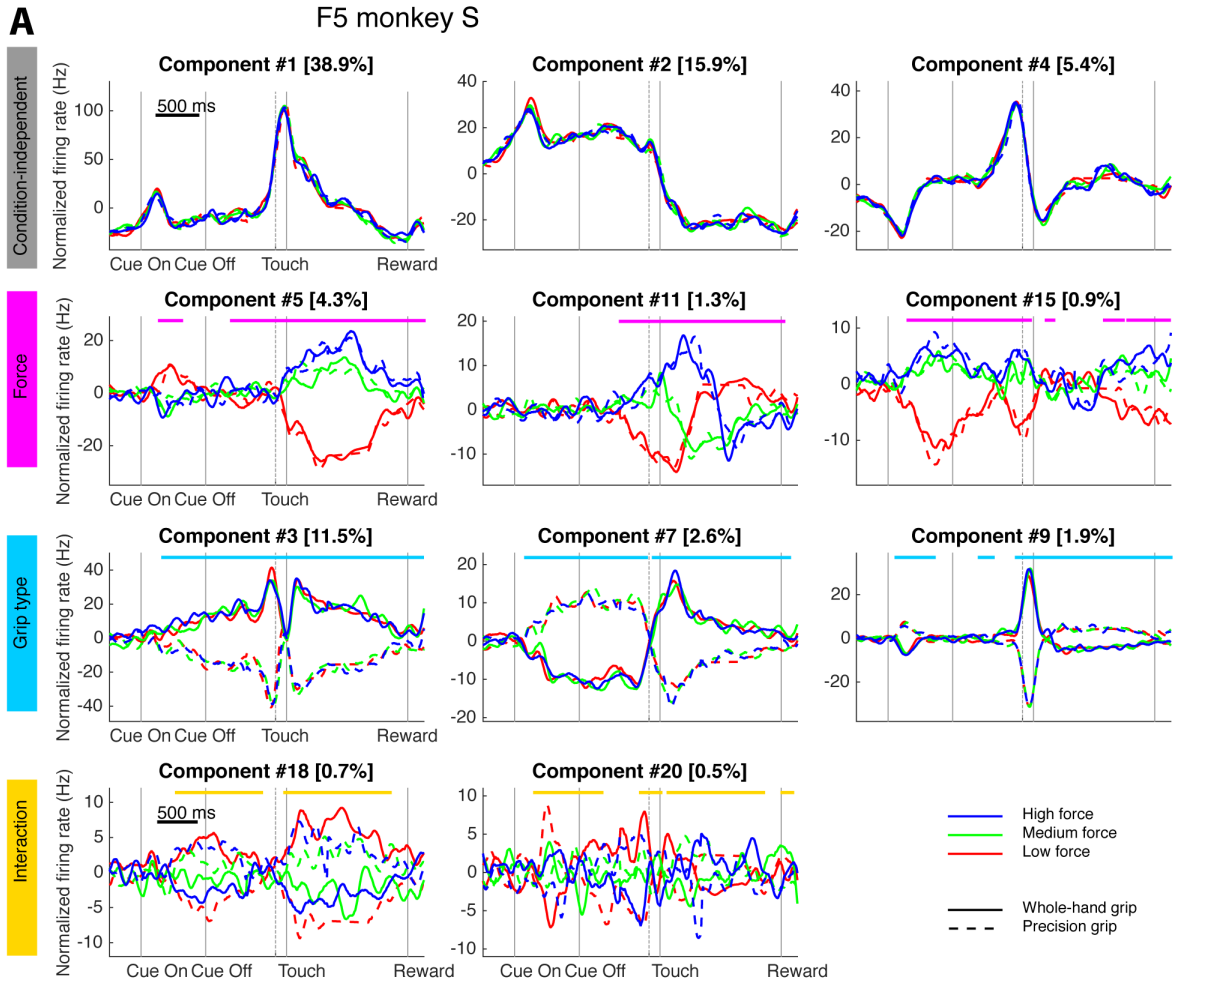 A
F5 monkey S
Condition-independent
Normalized firing rate (Hz)
Component #1 [38.9%]
500 ms
100
50
0
Cue On Cue Off Touch Reward
Component #2 [15.9%]
40
20
0
-20
Component #4 [5.4%]
40
20
0
-20
Force
Normalized firing rate (Hz)
Component #5 [4.3%]
20
0
-20
Cue On Cue Off Touch Reward
Component #11 [1.3%]
20
10
0
-10
Component #15 [0.9%]
10
0
-10
Grip type
Normalized firing rate (Hz)
Component #3 [11.5%]
40
20
0
-20
-40
Cue On Cue Off Touch Reward
Component #7 [2.6%]
20
10
0
-10
-20
Component #9 [1.9%]
20
0
-20
Interaction
Normalized firing rate (Hz)
Component #18 [0.7%]
500 ms
10
5
0
-5
-10
Cue On Cue Off Touch Reward
Component #20 [0.5%]
10
5
0
-5
-10
Cue On Cue Off Touch Reward
High force
Medium force
Low force
Whole-hand grip
Precision grip